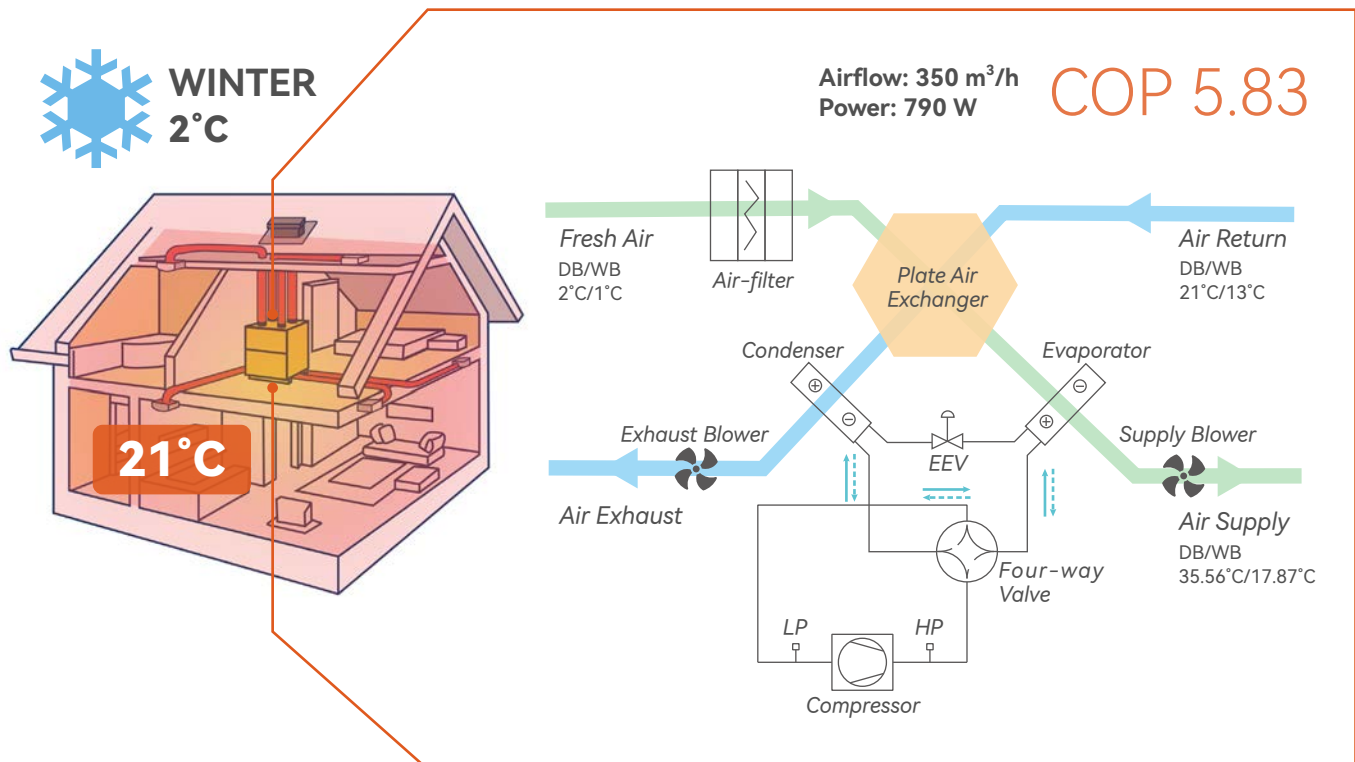 WINTER
2°C
Airflow: 350 m³/h
Power: 790 W
COP 5.83
Fresh Air
DB/WB
2°C/1°C
Air-filter
Plate Air
Exchanger
Air Return
DB/WB
21°C/13°C
Condenser
Evaporator
21°C
Exhaust Blower
EEV
Supply Blower
Air Exhaust
Air Supply
DB/WB
35.56°C/17.87°C
Four-way
Valve
LP
HP
Compressor